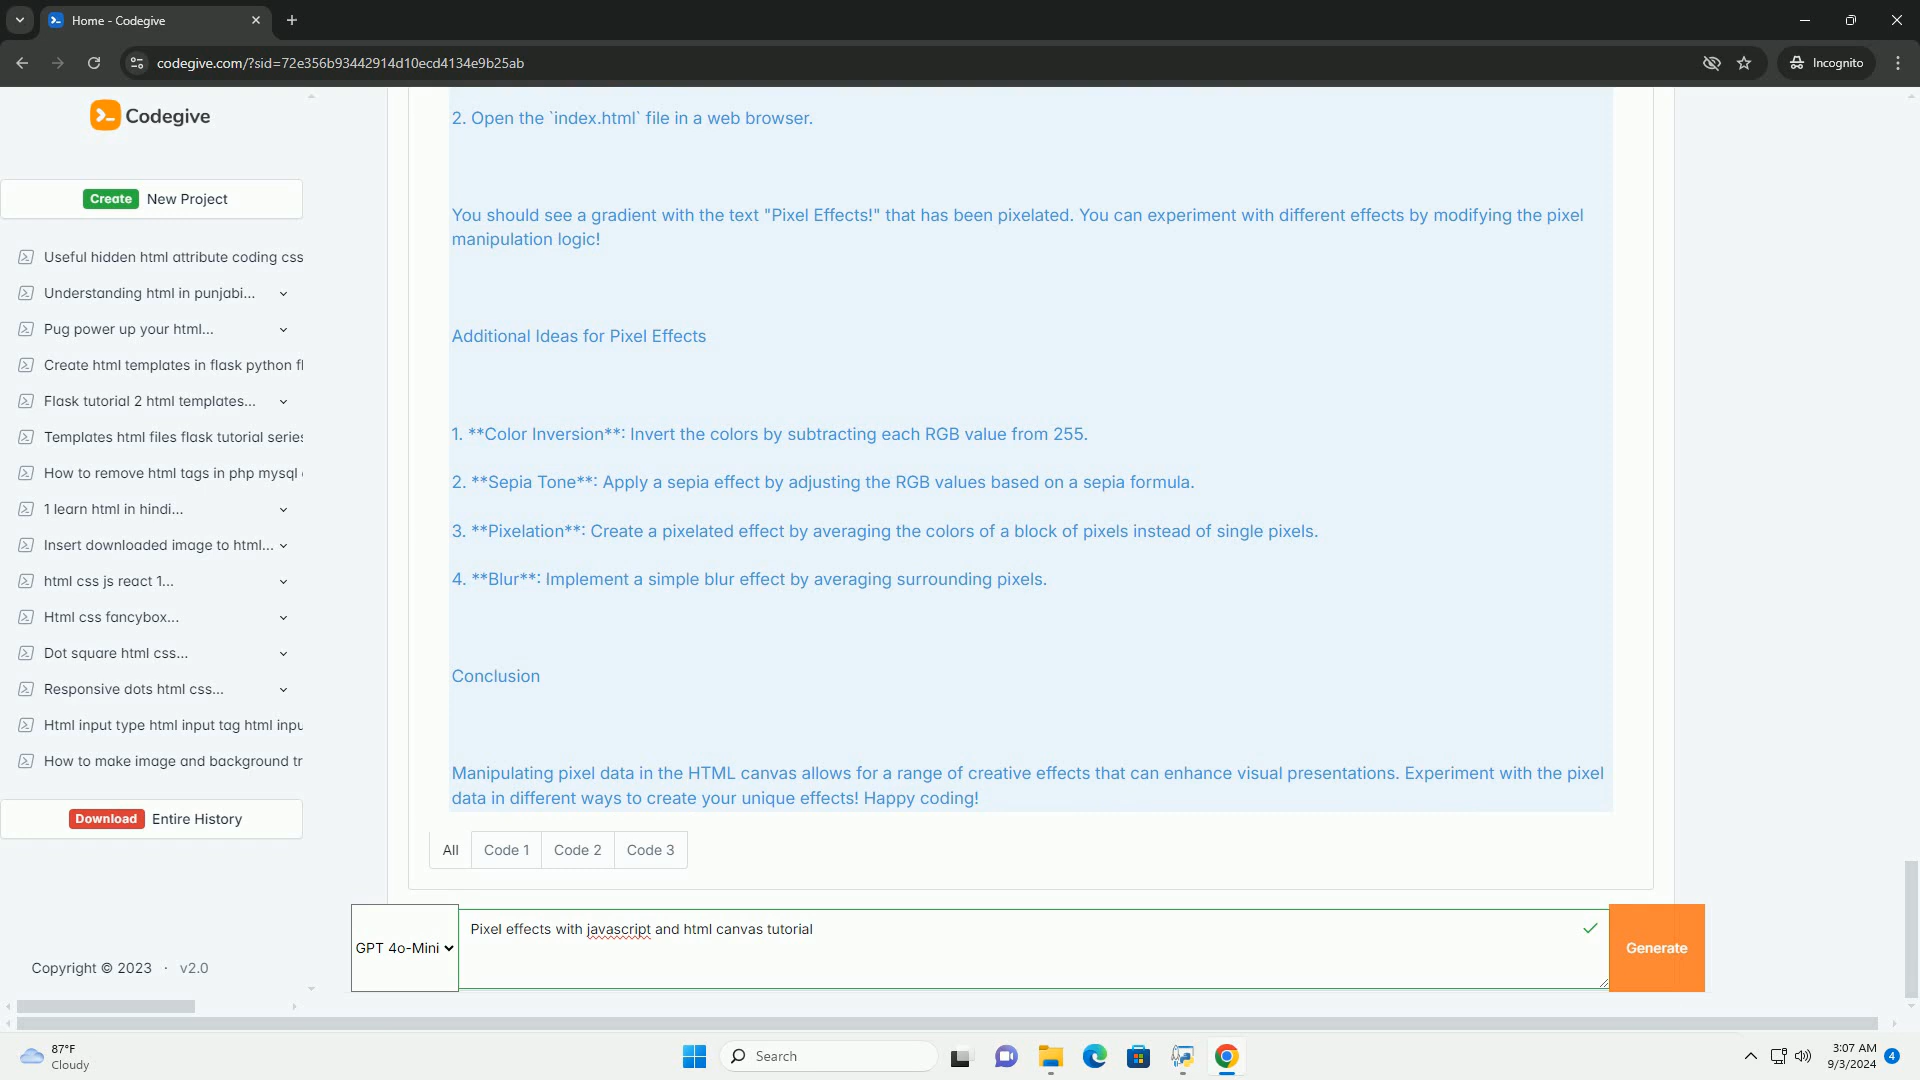 Home - Codegive
codegive.com/?sid=72e356b93442914d10ecd4134e9b25ab
Incognito
Codegive
Create New Project
Useful hidden html attribute coding css
Understanding html in punjabi...
Pug power up your html...
Create html templates in flask python fl
Flask tutorial 2 html templates...
Templates html files flask tutorial series
How to remove html tags in php mysql
1 learn html in hindi...
Insert downloaded image to html...
html css js react 1...
Html css fancybox...
Dot square html css...
Responsive dots html css...
Html input type html input tag html inpu
How to make image and background tr
Download Entire History
Copyright © 2023 · v2.0
2. Open the `index.html` file in a web browser.
You should see a gradient with the text "Pixel Effects!" that has been pixelated. You can experiment with different effects by modifying the pixel
manipulation logic!
Additional Ideas for Pixel Effects
1. **Color Inversion**: Invert the colors by subtracting each RGB value from 255.
2. **Sepia Tone**: Apply a sepia effect by adjusting the RGB values based on a sepia formula.
3. **Pixelation**: Create a pixelated effect by averaging the colors of a block of pixels instead of single pixels.
4. **Blur**: Implement a simple blur effect by averaging surrounding pixels.
Conclusion
Manipulating pixel data in the HTML canvas allows for a range of creative effects that can enhance visual presentations. Experiment with the pixel
data in different ways to create your unique effects! Happy coding!
All Code 1 Code 2 Code 3
GPT 4o-Mini
Pixel effects with javascript and html canvas tutorial
Generate
87°F
Cloudy
Search
3:07 AM
9/3/2024
4